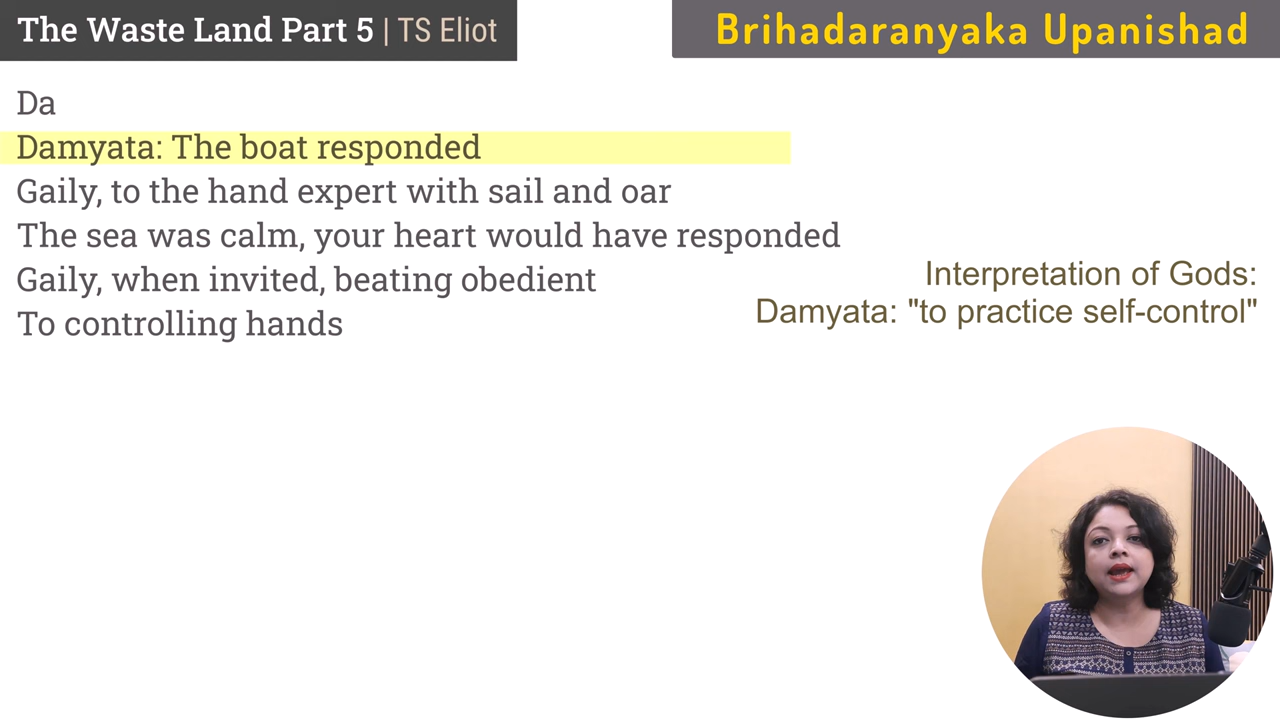 The Waste Land Part 5 | TS Eliot
Brihadaranyaka Upanishad
Da
Damyata: The boat responded
Gaily, to the hand expert with sail and oar
The sea was calm, your heart would have responded
Gaily, when invited, beating obedient
To controlling hands
Interpretation of Gods:
Damyata: "to practice self-control"